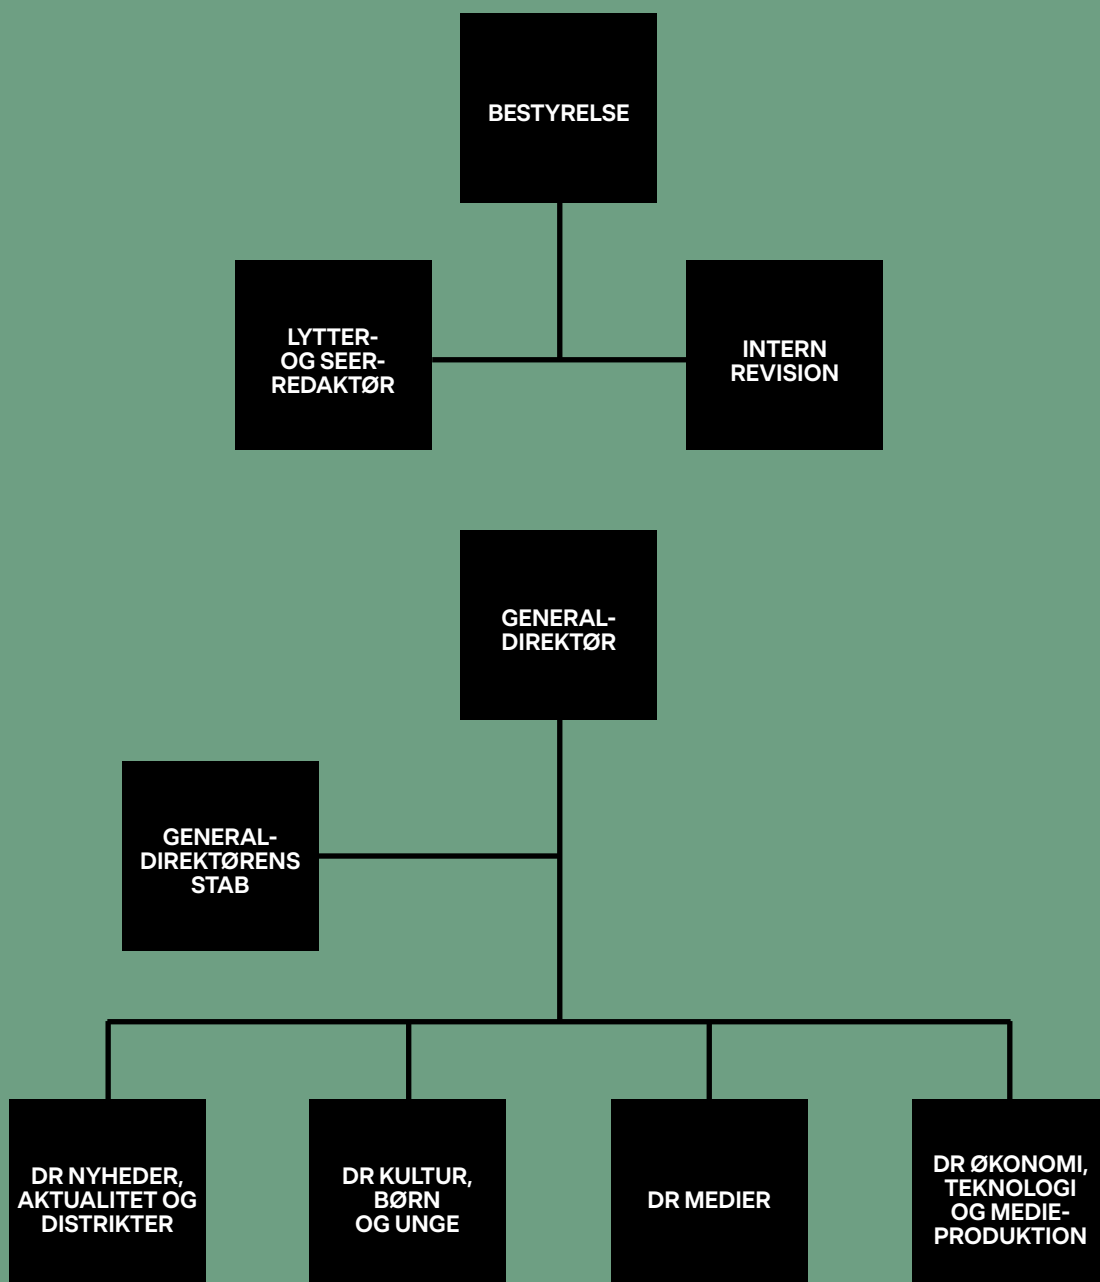 BESTYRELSE
LYTTER-
OG SEER-
REDAKTØR
INTERN
REVISION
GENERAL-
DIREKTØR
GENERAL-
DIREKTØRENS
STAB
DR NYHEDER,
AKTUALITET OG
DISTRIKTER
DR KULTUR,
BØRN
OG UNGE
DR MEDIER
DR ØKONOMI,
TEKNOLOGI
OG MEDIE-
PRODUKTION